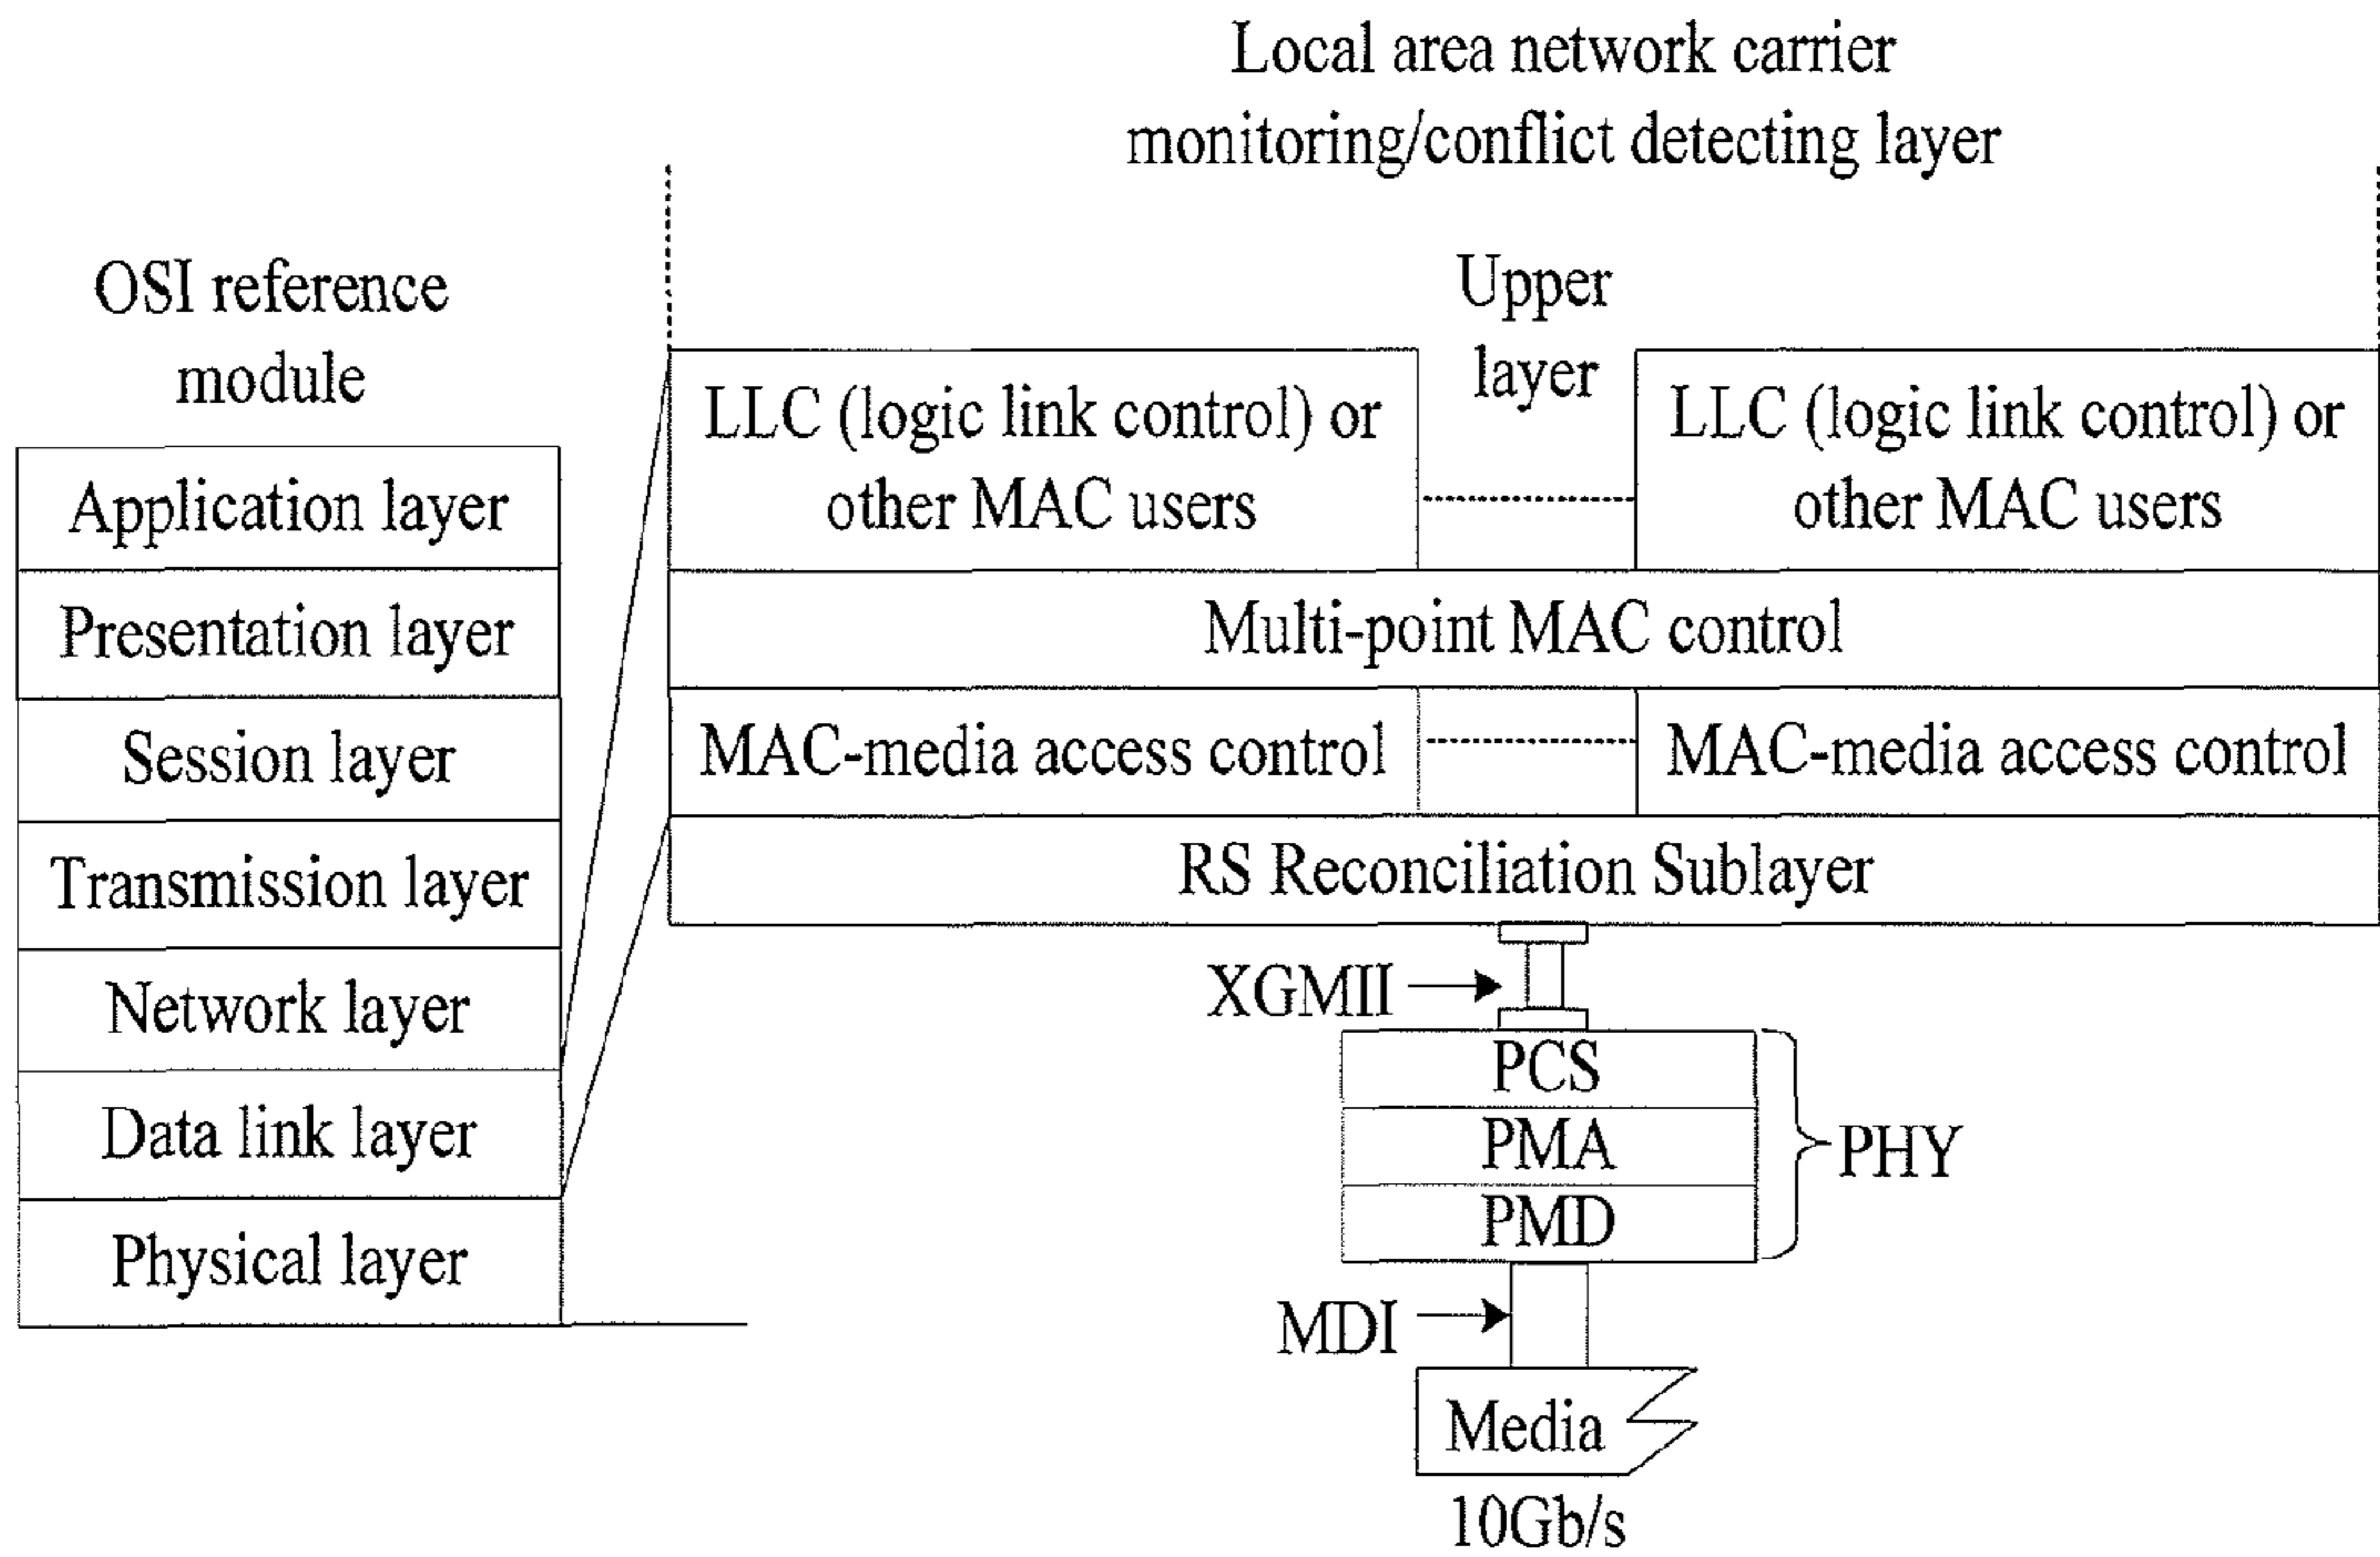 Local area network carrier
monitoring/conflict detecting layer
OSI reference
module
Upper
layer
Application layer
Presentation layer
Session layer
Transmission layer
Network layer
Data link layer
Physical layer
LLC (logic link control) or
other MAC users
LLC (logic link control) or
other MAC users
Multi-point MAC control
MAC-media access control
MAC-media access control
RS Reconciliation Sublayer
XGMII
PCS
PMA
PMD
PHY
MDI
Media
10Gb/s